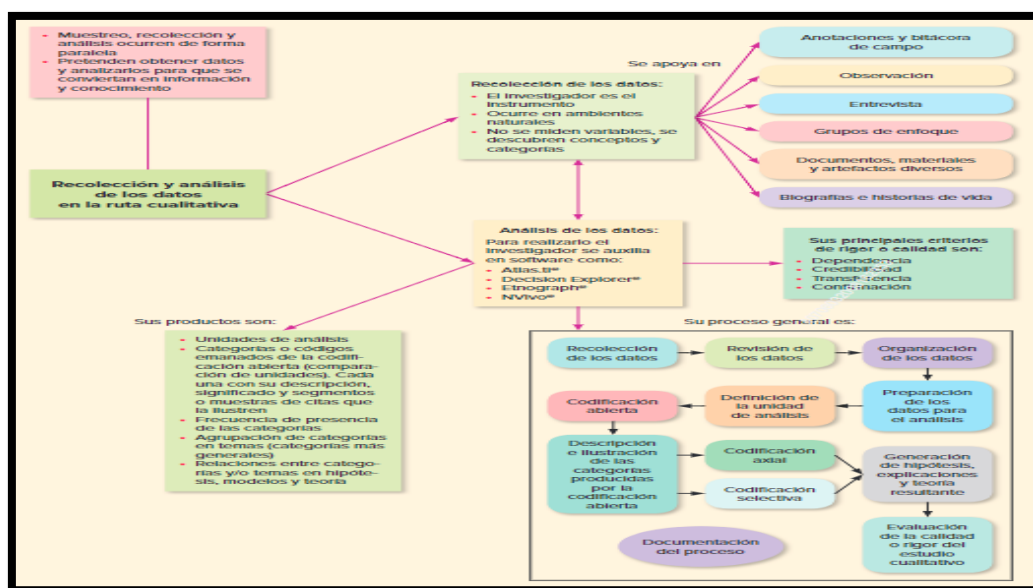 • Muestreo, recolección y
análisis ocurren de forma
paralela
• Pretenden obtener datos
y analizarlos para que se
conviertan en información
y conocimiento
Recolección y análisis
de los datos
en la ruta cualitativa
Recolección de los datos:
• El investigador es el
instrumento
• Ocurre en ambientes
naturales
• No se miden variables, se
descubren conceptos y
categorías
Se apoya en
Anotaciones y bitácora
de campo
Observación
Entrevista
Grupos de enfoque
Documentos, materiales
y artefactos diversos
Biografías e historias de vida
Análisis de los datos:
Para realizarlo el
investigador se auxilia
en software como:
• Atlas.ti®
• Decision Explorer®
• Etnograph®
• NVivo®
Sus principales criterios
de rigor o calidad son:
• Dependencia
• Credibilidad
• Transferencia
• Confirmación
Sus productos son:
• Unidades de análisis
• Categorías o códigos
emanados de la codifi-
cación abierta (compara-
ción de unidades). Cada
una con su descripción,
significado y segmentos
o muestras de citas que
la ilustren
• Frecuencia de presencia
de las categorías
• Agrupación de categorías
en temas (categorías más
generales)
• Relaciones entre catego-
rías y/o temas en hipóte-
sis, modelos y teoría
Su proceso general es:
Recolección
de los datos
Revisión de
los datos
Organización
de los datos
Preparación
de los
datos para
el análisis
Definición de
la unidad
de análisis
Codificación
abierta
Descripción
e ilustración
de las
categorías
producidas
por la
codificación
abierta
Codificación
axial
Codificación
selectiva
Generación
de hipótesis,
explicaciones
y teoría
resultante
Evaluación
de la calidad
o rigor del
estudio
cualitativo
Documentación
del proceso